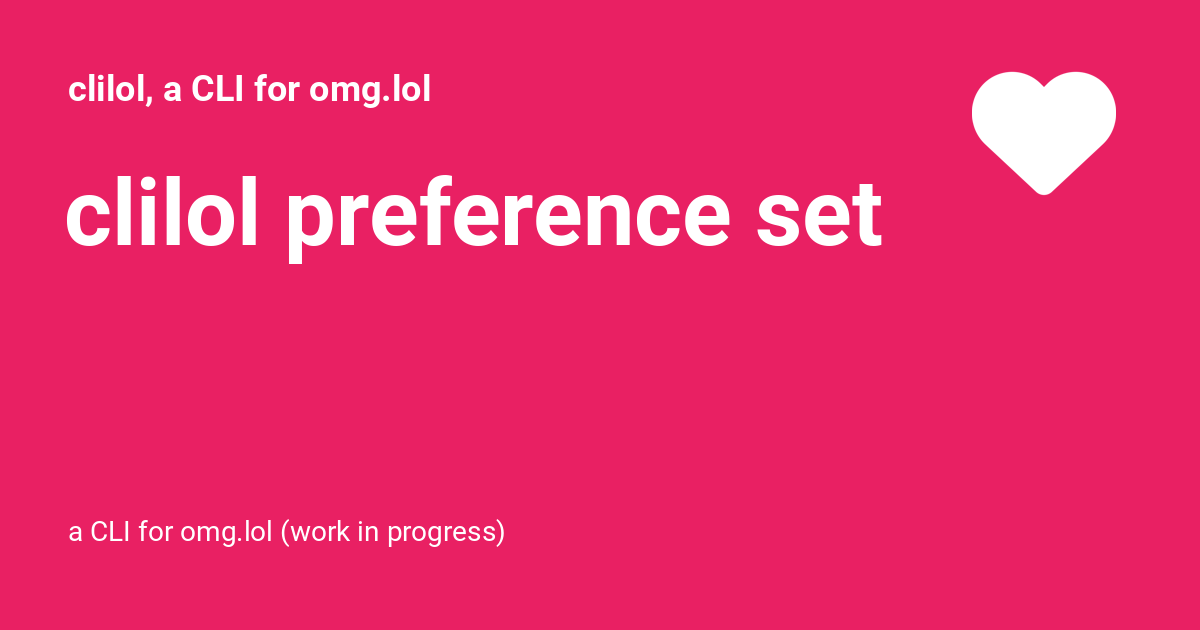 clilol, a CLI for omg.lol
clilol preference set
a CLI for omg.lol (work in progress)